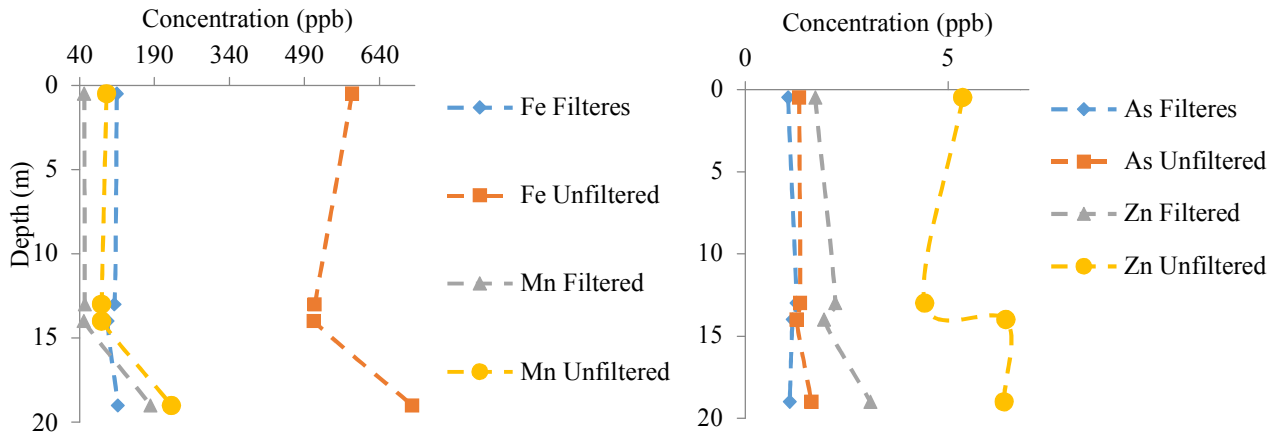 Concentration (ppb)
40 190 340 490 640
0
5
10
15
20
Depth (m)
Fe Filteres
Fe Unfiltered
Mn Filtered
Mn Unfiltered
Concentration (ppb)
0 5
0
5
10
15
20
As Filteres
As Unfiltered
Zn Filtered
Zn Unfiltered